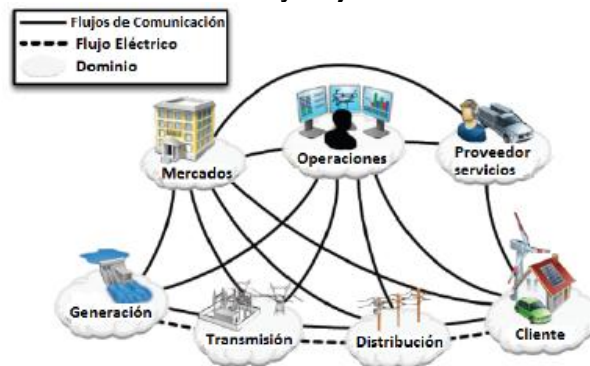 Flujos de Comunicación
Flujo Eléctrico
Dominio
Mercados
Operaciones
Proveedor
servicios
Generación
Transmisión
Distribución
Cliente